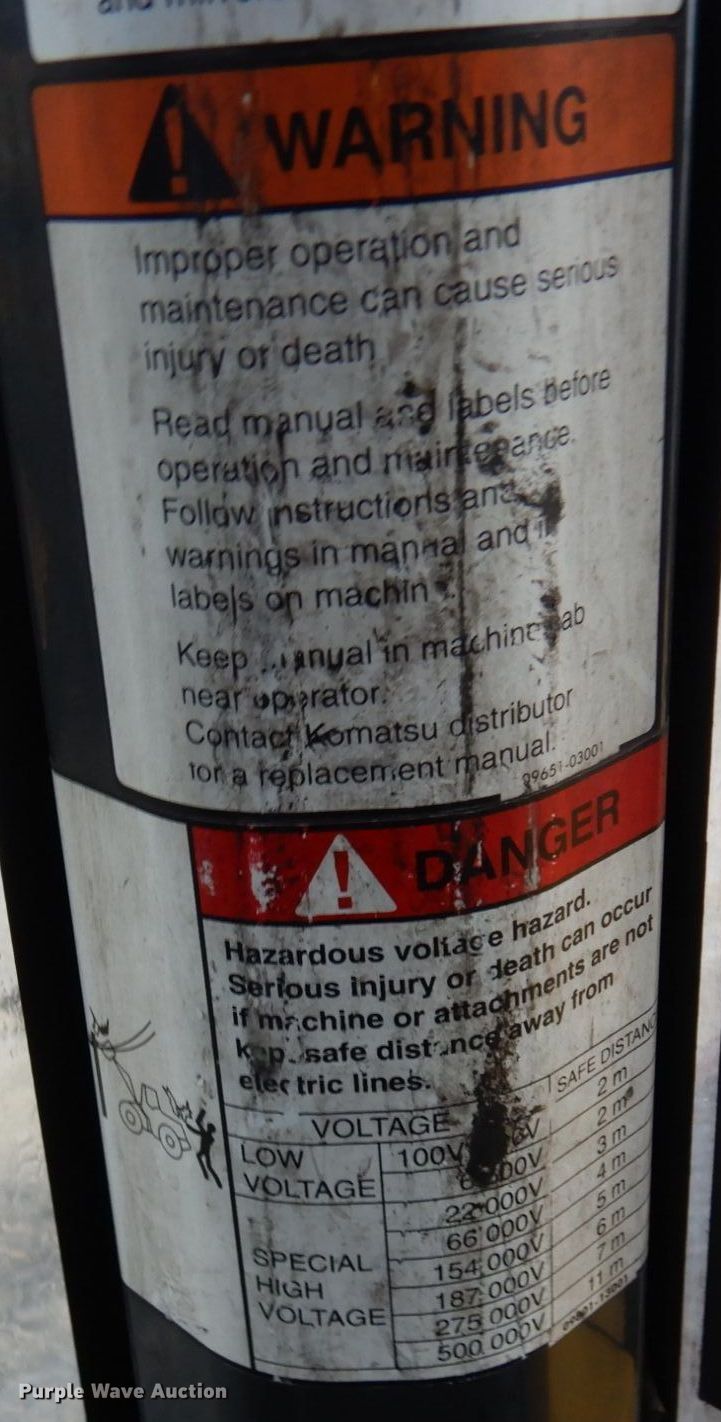 WARNING
Improper operation and
maintenance can cause serious
injury or death
Read manual and labels before
operation and maintenance.
Follow instructions and
warnings in manual and in
labels on machin
Keep manual in machine cab
near operator.
Contact Komatsu distributor
for a replacement manual.
09651-03001
DANGER
Hazardous voltage hazard.
Serious injury or death can occur
if machine or attachments are not
keep safe distance away from
electric lines.
VOLTAGE SAFE DISTANC
LOW VOLTAGE 100V 2 m
2 m
SPECIAL HIGH VOLTAGE 22,000V 3 m
66,000V 4 m
154,000V 5 m
187,000V 6 m
275,000V 7 m
500,000V 11 m
Purple Wave Auction